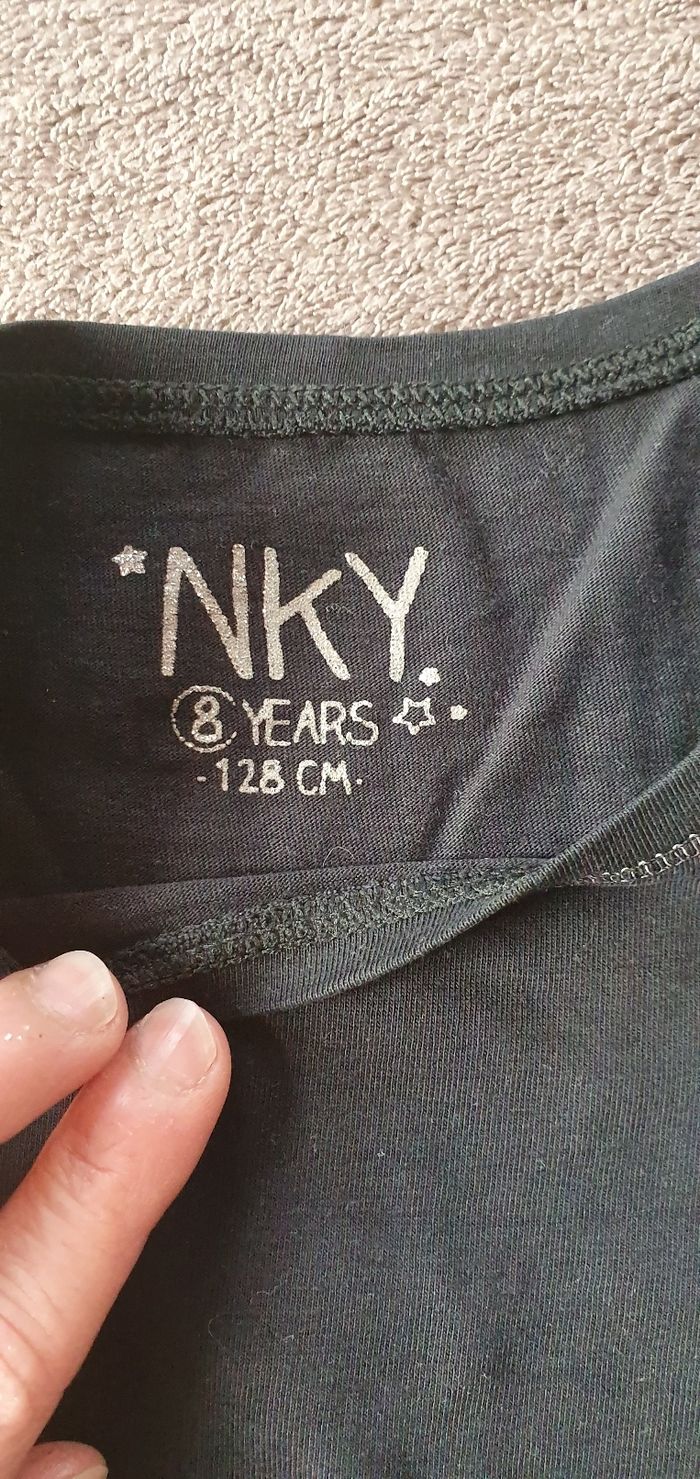 NKY.
8 YEARS
-128 CM-